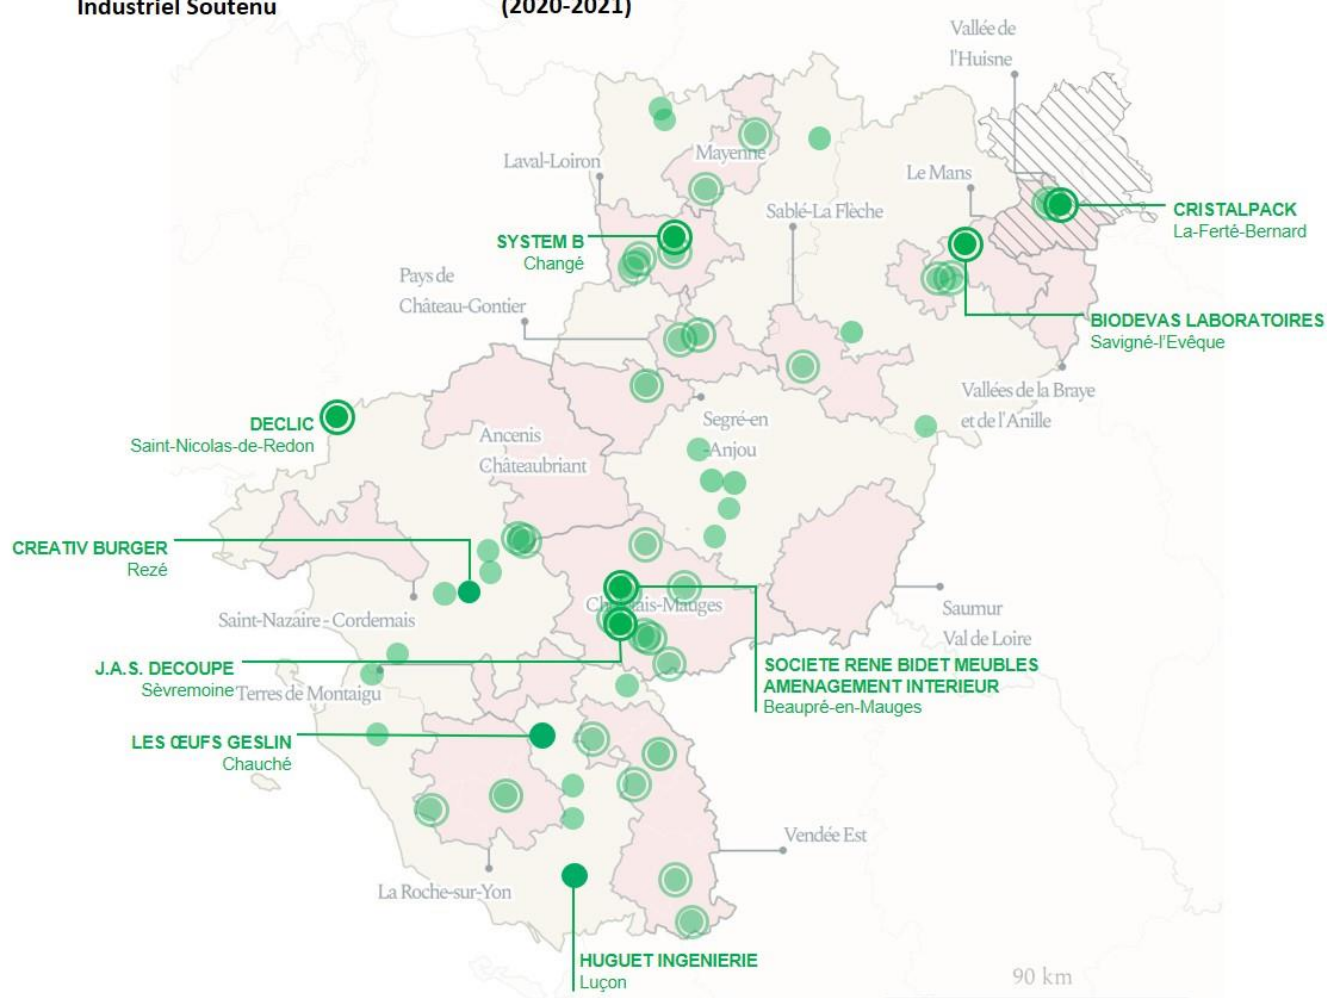 Industriel Soutenu
(2020-2021)
Vallée de
l'Huisne
Laval-Loiron
Mayenne
Le Mans
Sablé-La Flèche
CRISTALPACK
La-Ferté-Bernard
SYSTEM B
Changé
Pays de
Château-Gontier
BIODEVAS LABORATOIRES
Savigné-l'Evêque
Vallées de la Braye
et de l'Anille
DECLIC
Saint-Nicolas-de-Redon
Segré-en
-Anjou
Ancenis
Châteaubriant
CREATIV BURGER
Rezé
Saint-Nazaire - Cordemais
Saumur
Val de Loire
J.A.S. DECOUPE
Sèvremoine
Terres de Montaigu
SOCIETE RENE BIDET MEUBLES
AMENAGEMENT INTERIEUR
Beaupré-en-Mauges
LES ŒUFS GESLIN
Chauché
Vendée Est
La Roche-sur-Yon
HUGUET INGENIERIE
Luçon
90 km